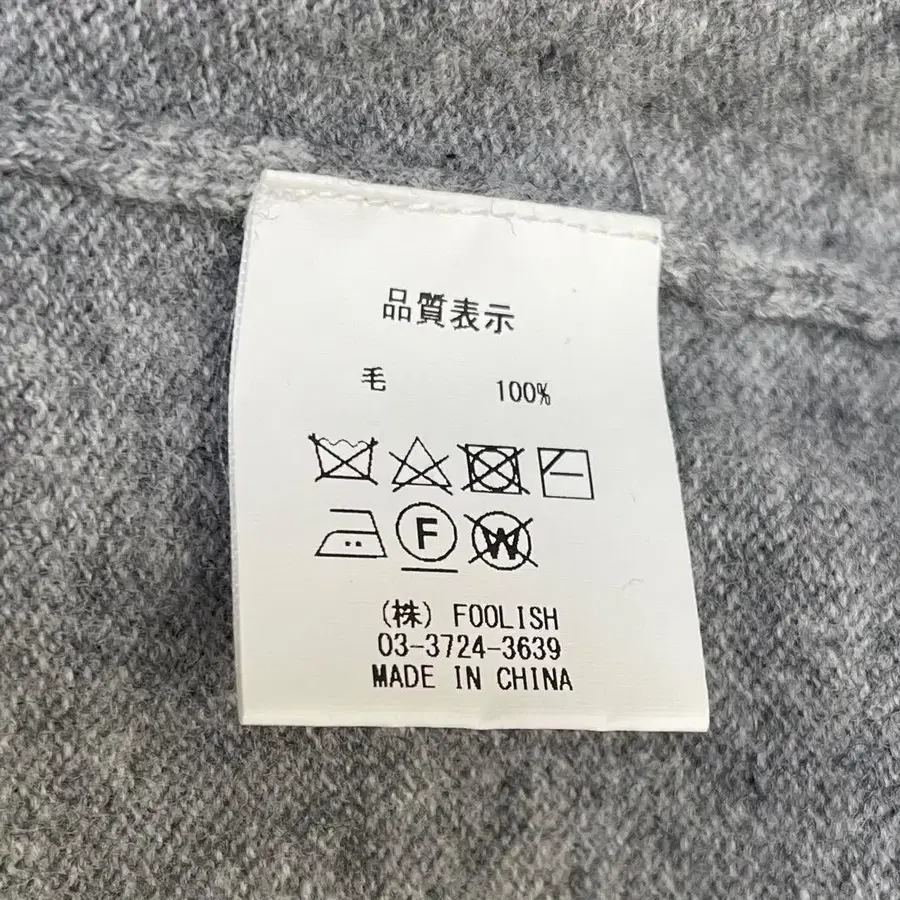 品質表示
毛 100%
F W
(株) FOOLISH
03-3724-3639
MADE IN CHINA